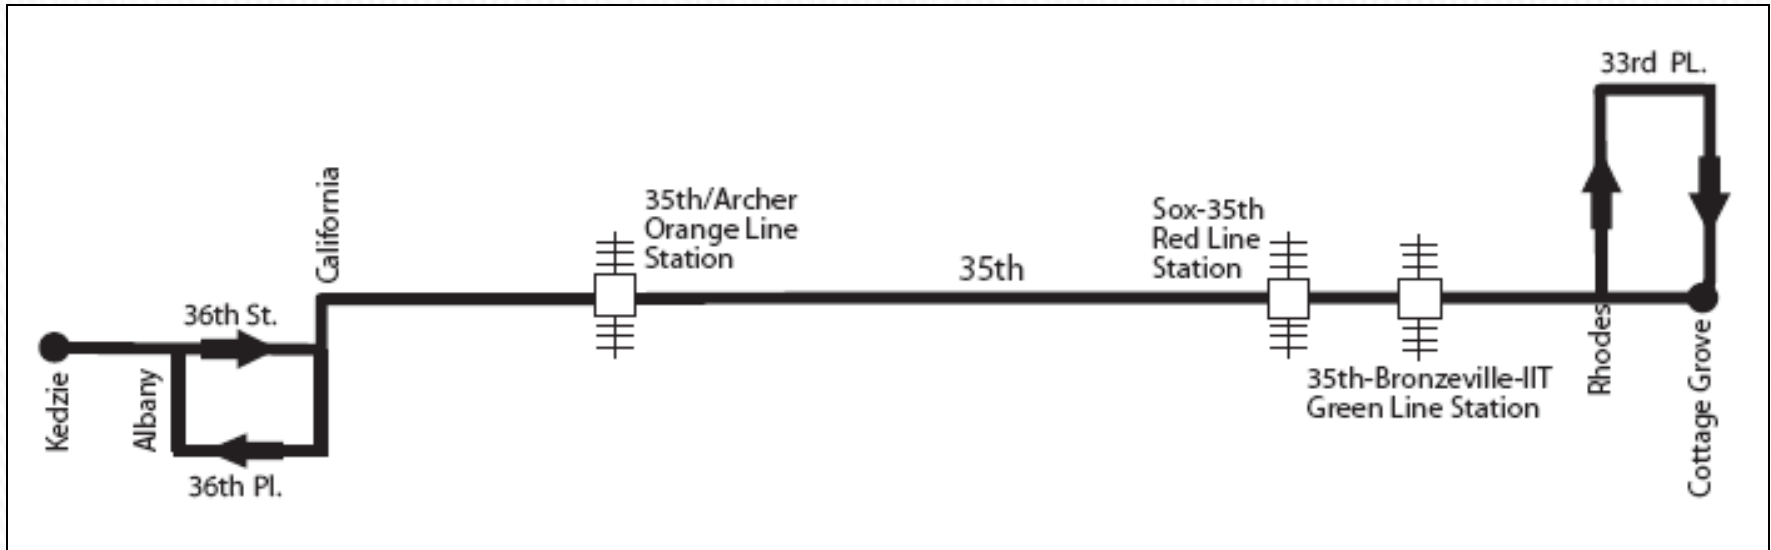 33rd PL.
California
35th/Archer
Orange Line
Station
Sox-35th
Red Line
Station
35th
36th St.
Kedzie
Albany
36th Pl.
35th-Bronzeville-IIT
Green Line Station
Rhodes
Cottage Grove